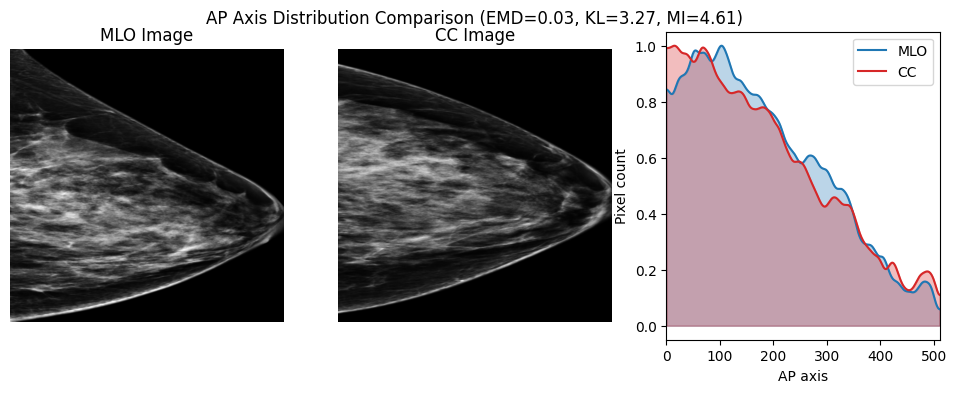 AP Axis Distribution Comparison (EMD=0.03, KL=3.27, MI=4.61)
MLO Image
CC Image
MLO
CC
Pixel count
1.0
0.8
0.6
0.4
0.2
0.0
0 100 200 300 400 500
AP axis